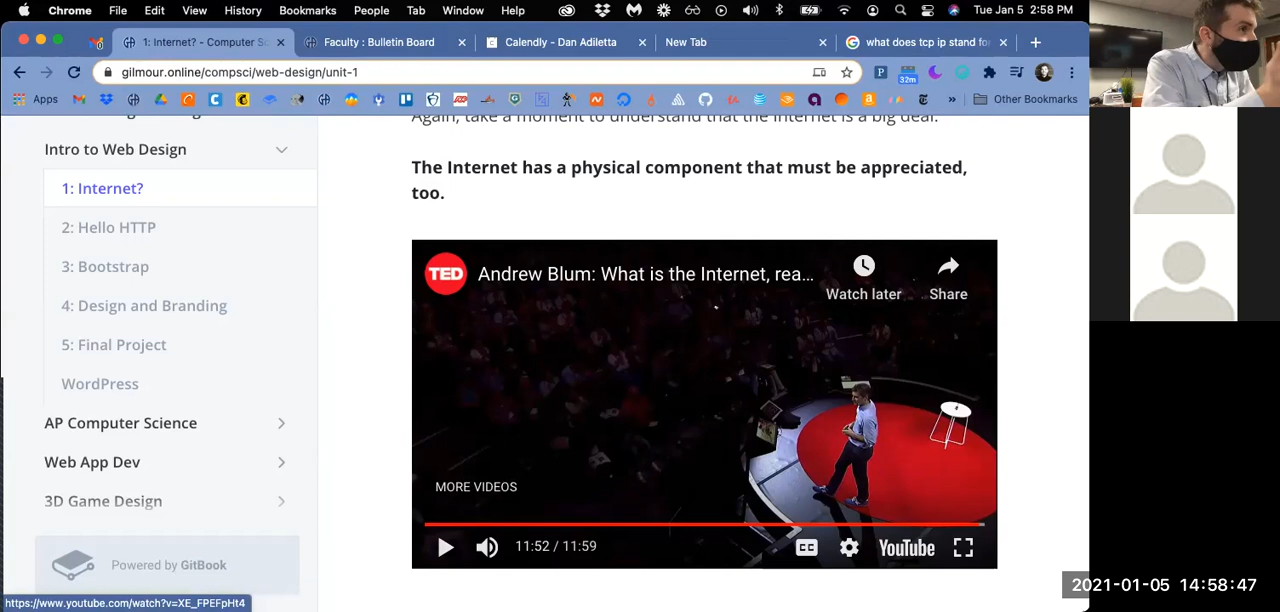 Chrome File Edit View History Bookmarks People Tab Window Help Tue Jan 5 2:58 PM
1: Internet? - Computer Sc Faculty : Bulletin Board Calendly - Dan Adiletta New Tab what does tcp ip stand for
gilmour.online/compsci/web-design/unit-1 32m
Apps Other Bookmarks
Again, take a moment to understand that the internet is a big deal.
Intro to Web Design
1: Internet?
2: Hello HTTP
3: Bootstrap
4: Design and Branding
5: Final Project
WordPress
AP Computer Science
Web App Dev
3D Game Design
Powered by GitBook
The Internet has a physical component that must be appreciated,
too.
TED Andrew Blum: What is the Internet, rea...
Watch later Share
MORE VIDEOS
11:52 / 11:59 CC YouTube
https://www.youtube.com/watch?v=XE_FPEFpHt4
2021-01-05 14:58:47